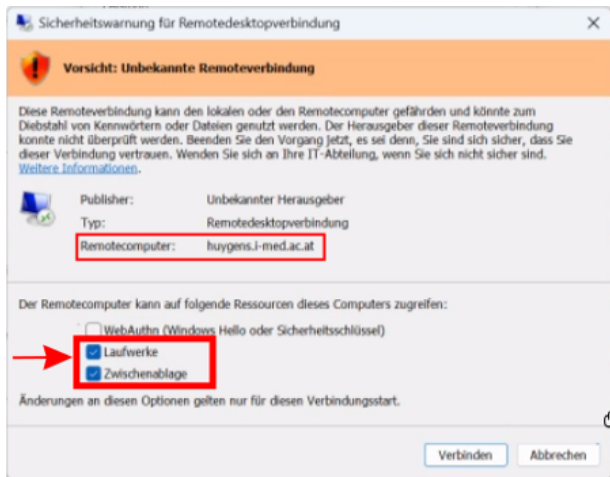 Sicherheitswarnung für Remotedesktopverbindung
Vorsicht: Unbekannte Remoteverbindung
Diese Remoteverbindung kann den lokalen oder den Remotecomputer gefährden und könnte zum
Diebstahl von Kennwörtern oder Dateien genutzt werden. Der Herausgeber dieser Remoteverbindung
konnte nicht überprüft werden. Beenden Sie den Vorgang jetzt, es sei denn, Sie sind sich sicher, dass Sie
dieser Verbindung vertrauen. Wenden Sie sich an Ihre IT-Abteilung, wenn Sie sich nicht sicher sind.
Weitere Informationen.
Publisher: Unbekannter Herausgeber
Typ: Remotedesktopverbindung
Remotecomputer: huygens.i-med.ac.at
Der Remotecomputer kann auf folgende Ressourcen dieses Computers zugreifen:
WebAuthn (Windows Hello oder Sicherheitsschlüssel)
Laufwerke
Zwischenablage
Änderungen an diesen Optionen gelten nur für diesen Verbindungsstart.
Verbinden Abbrechen